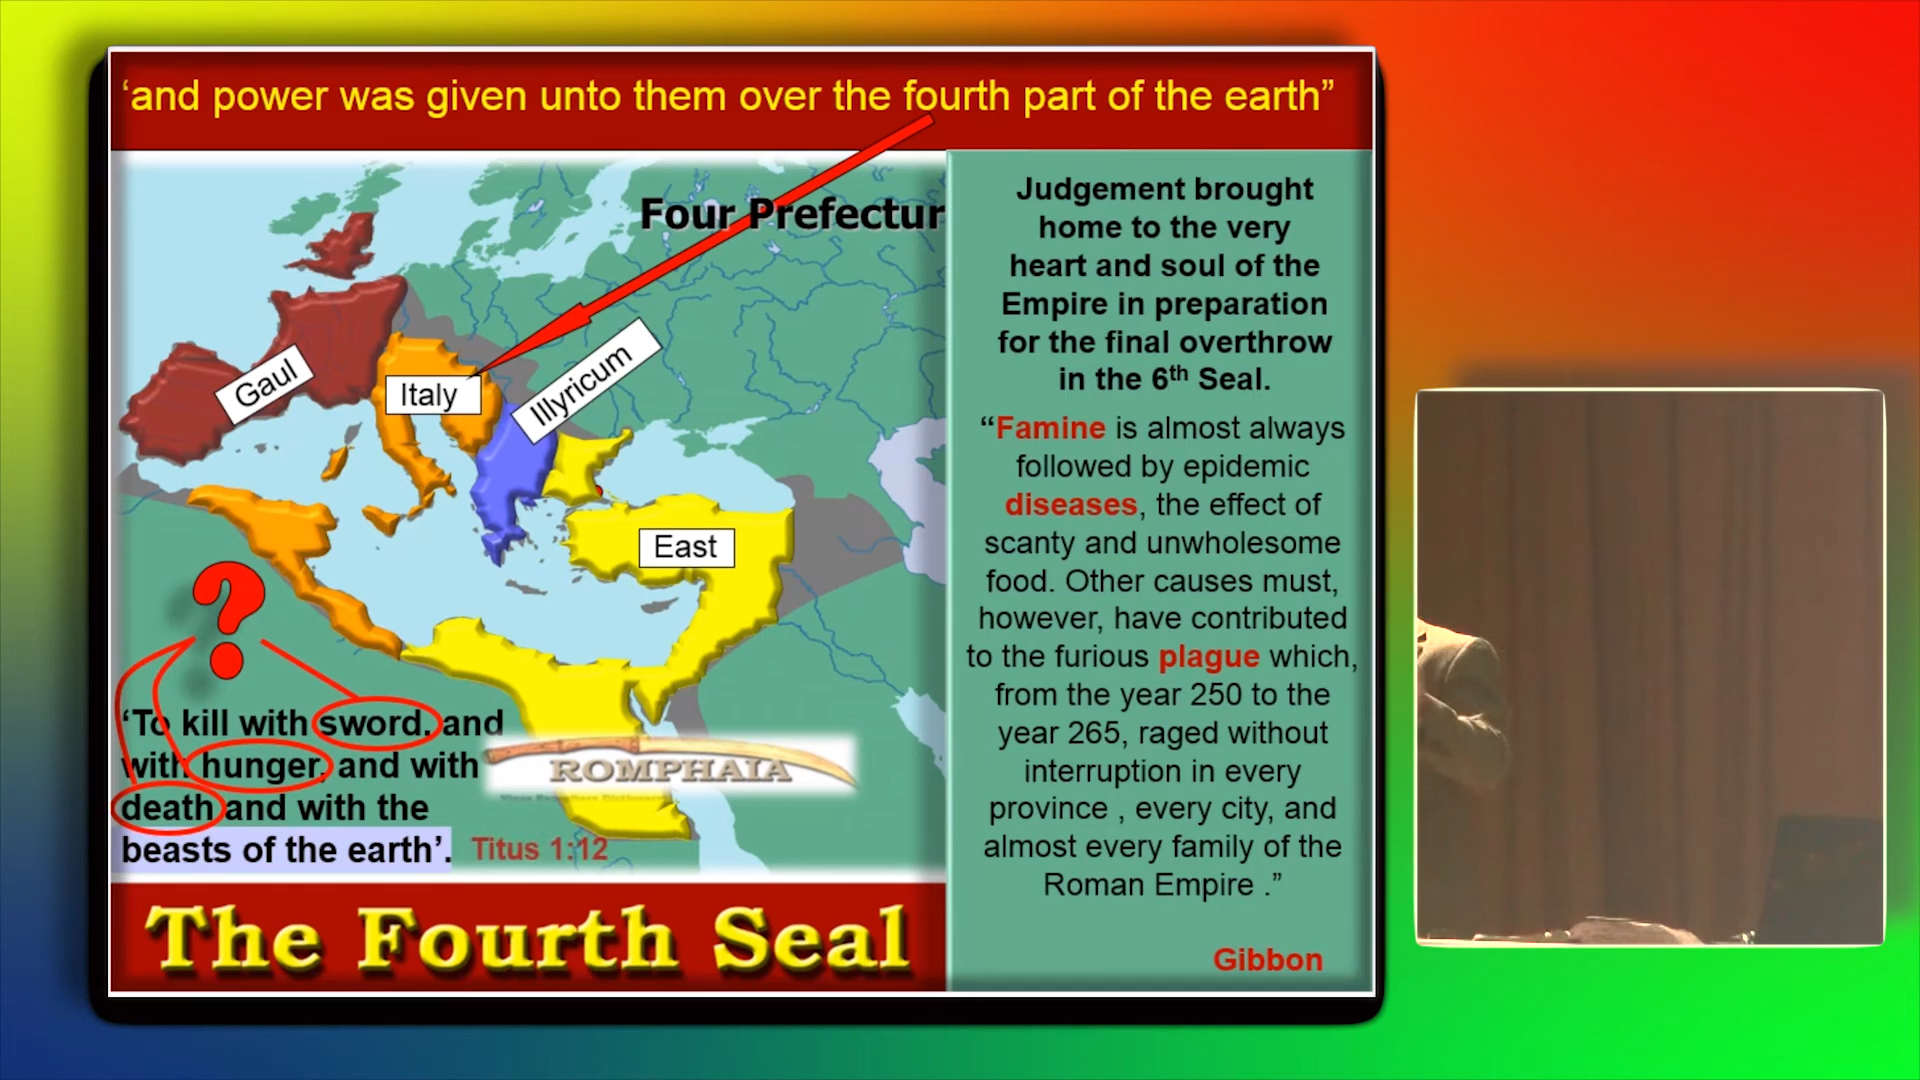 ‘and power was given unto them over the fourth part of the earth”
Four Prefectur
Gaul
Italy
Illyricum
East
?
‘To kill with sword. and
with hunger, and with
death and with the
beasts of the earth’.
Titus 1:12
ROMPHAIA
The Fourth Seal
Judgement brought
home to the very
heart and soul of the
Empire in preparation
for the final overthrow
in the 6th Seal.
“Famine is almost always
followed by epidemic
diseases, the effect of
scanty and unwholesome
food. Other causes must,
however, have contributed
to the furious plague which,
from the year 250 to the
year 265, raged without
interruption in every
province , every city, and
almost every family of the
Roman Empire .”
Gibbon